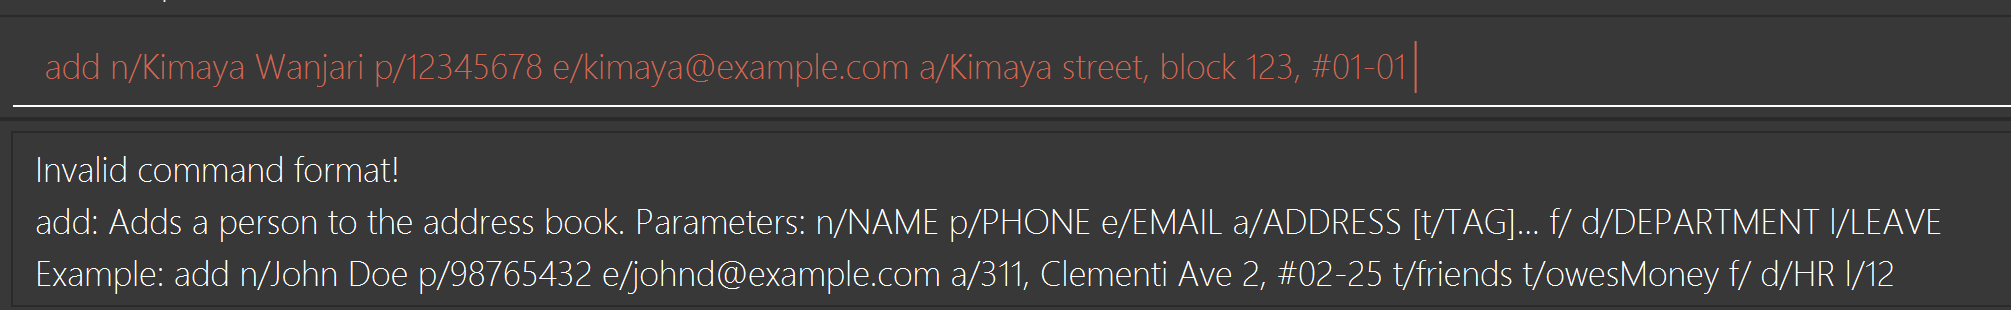 add n/Kimaya Wanjari p/12345678 e/kimaya@example.com a/Kimaya street, block 123, #01-01
Invalid command format!
add: Adds a person to the address book. Parameters: n/NAME p/PHONE e/EMAIL a/ADDRESS [t/TAG]... f/ d/DEPARTMENT l/LEAVE
Example: add n/John Doe p/98765432 e/johnd@example.com a/311, Clementi Ave 2, #02-25 t/friends t/owesMoney f/ d/HR l/12